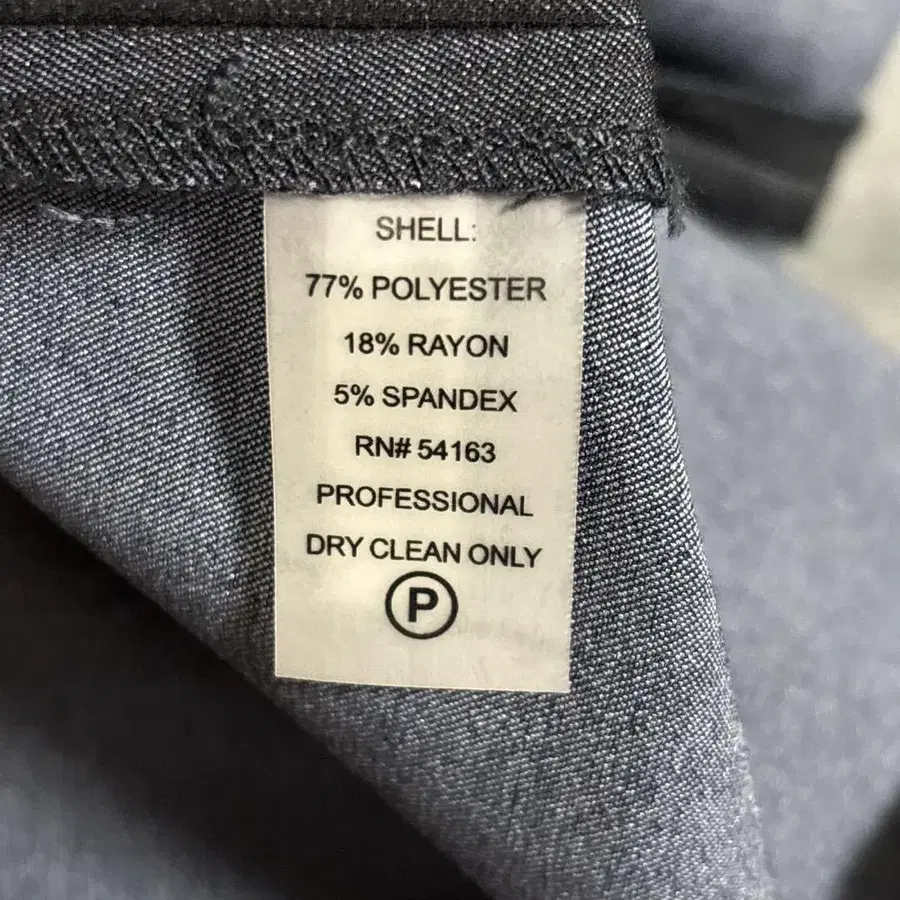 SHELL:
77% POLYESTER
18% RAYON
5% SPANDEX
RN# 54163
PROFESSIONAL
DRY CLEAN ONLY
P